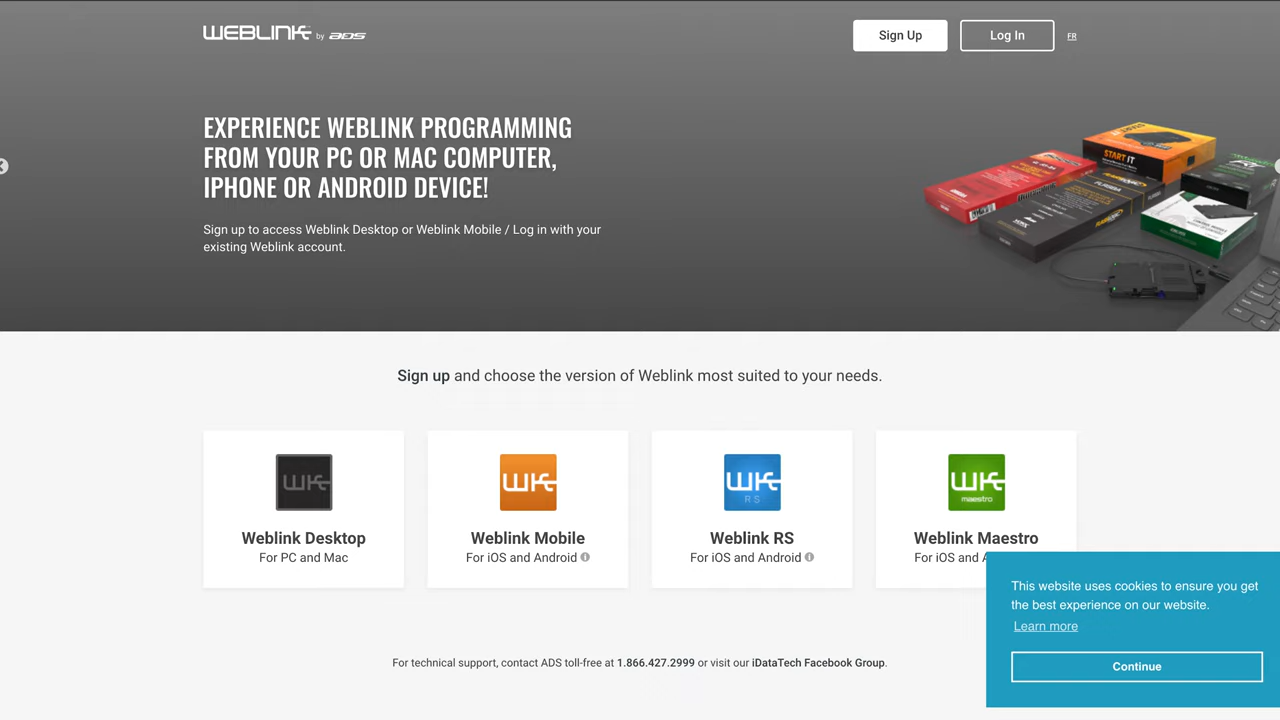 WEBLINK by ADS
Sign Up
Log In
FR
EXPERIENCE WEBLINK PROGRAMMING
FROM YOUR PC OR MAC COMPUTER,
IPHONE OR ANDROID DEVICE!
Sign up to access Weblink Desktop or Weblink Mobile / Log in with your
existing Weblink account.
START IT
Sign up and choose the version of Weblink most suited to your needs.
Weblink Desktop
For PC and Mac
Weblink Mobile
For iOS and Android
RS
Weblink RS
For iOS and Android
maestro
Weblink Maestro
For iOS and
This website uses cookies to ensure you get
the best experience on our website.
Learn more
Continue
For technical support, contact ADS toll-free at 1.866.427.2999 or visit our iDataTech Facebook Group.